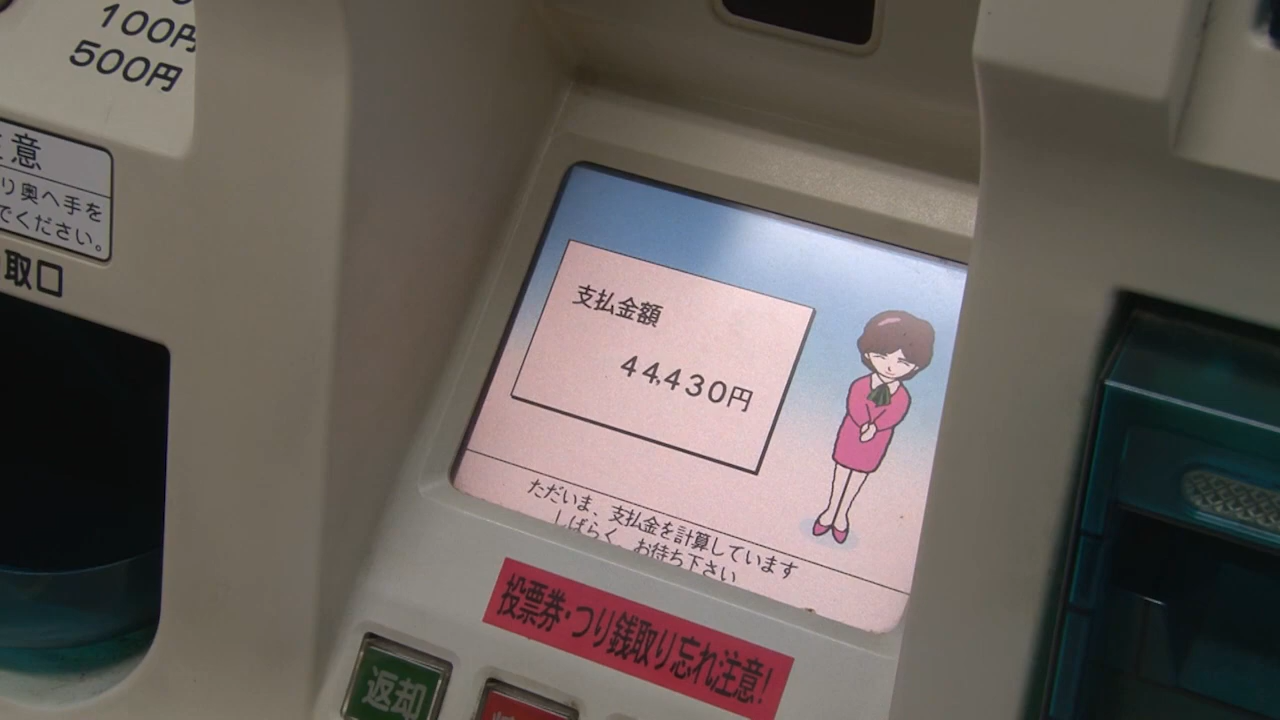 100円
500円
意
り奥へ手を
でください。
取口
支払金額
44,430円
ただいま、支払金を計算しています
しばらく、お待ち下さい
投票券・つり銭取り忘れ注意!
返却